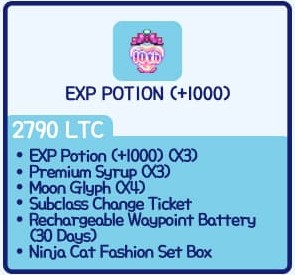 10th
EXP POTION (+1000)
2790 LTC
• EXP Potion (+1000) (X3)
• Premium Syrup (X3)
• Moon Glyph (X4)
• Subclass Change Ticket
• Rechargeable Waypoint Battery
(30 Days)
• Ninja Cat Fashion Set Box